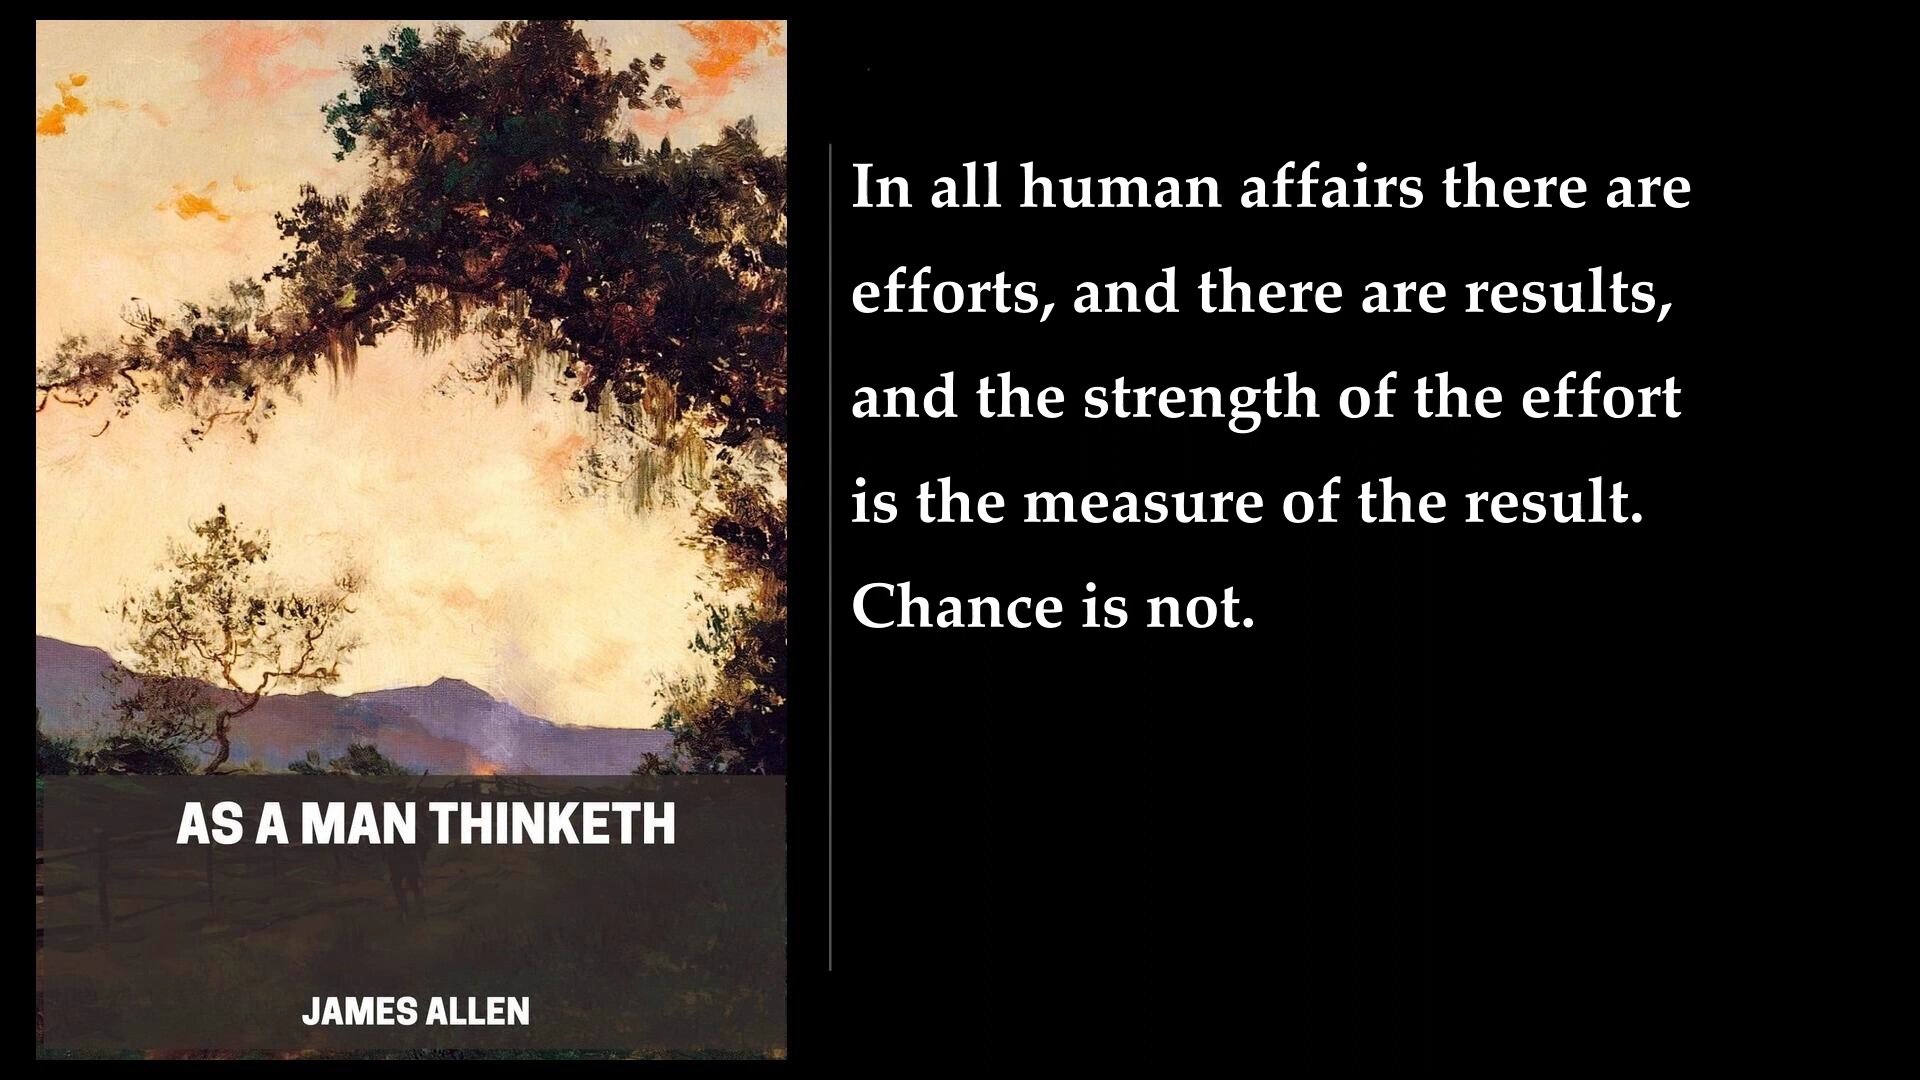 AS A MAN THINKETH
JAMES ALLEN
In all human affairs there are
efforts, and there are results,
and the strength of the effort
is the measure of the result.
Chance is not.